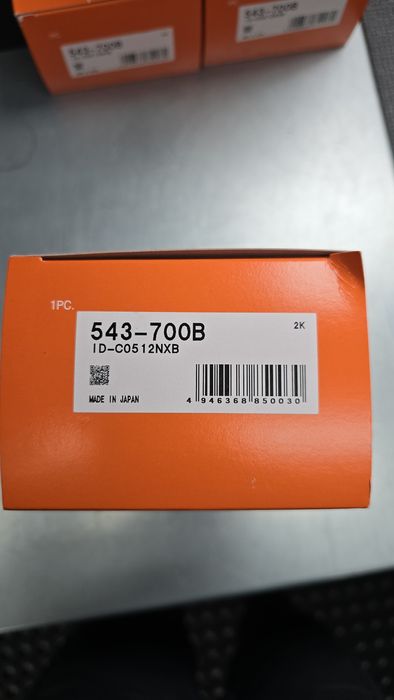 543-700B
543-700B
1PC.
543-700B
2K
ID-C0512NXB
MADE IN JAPAN
4 946368 850030